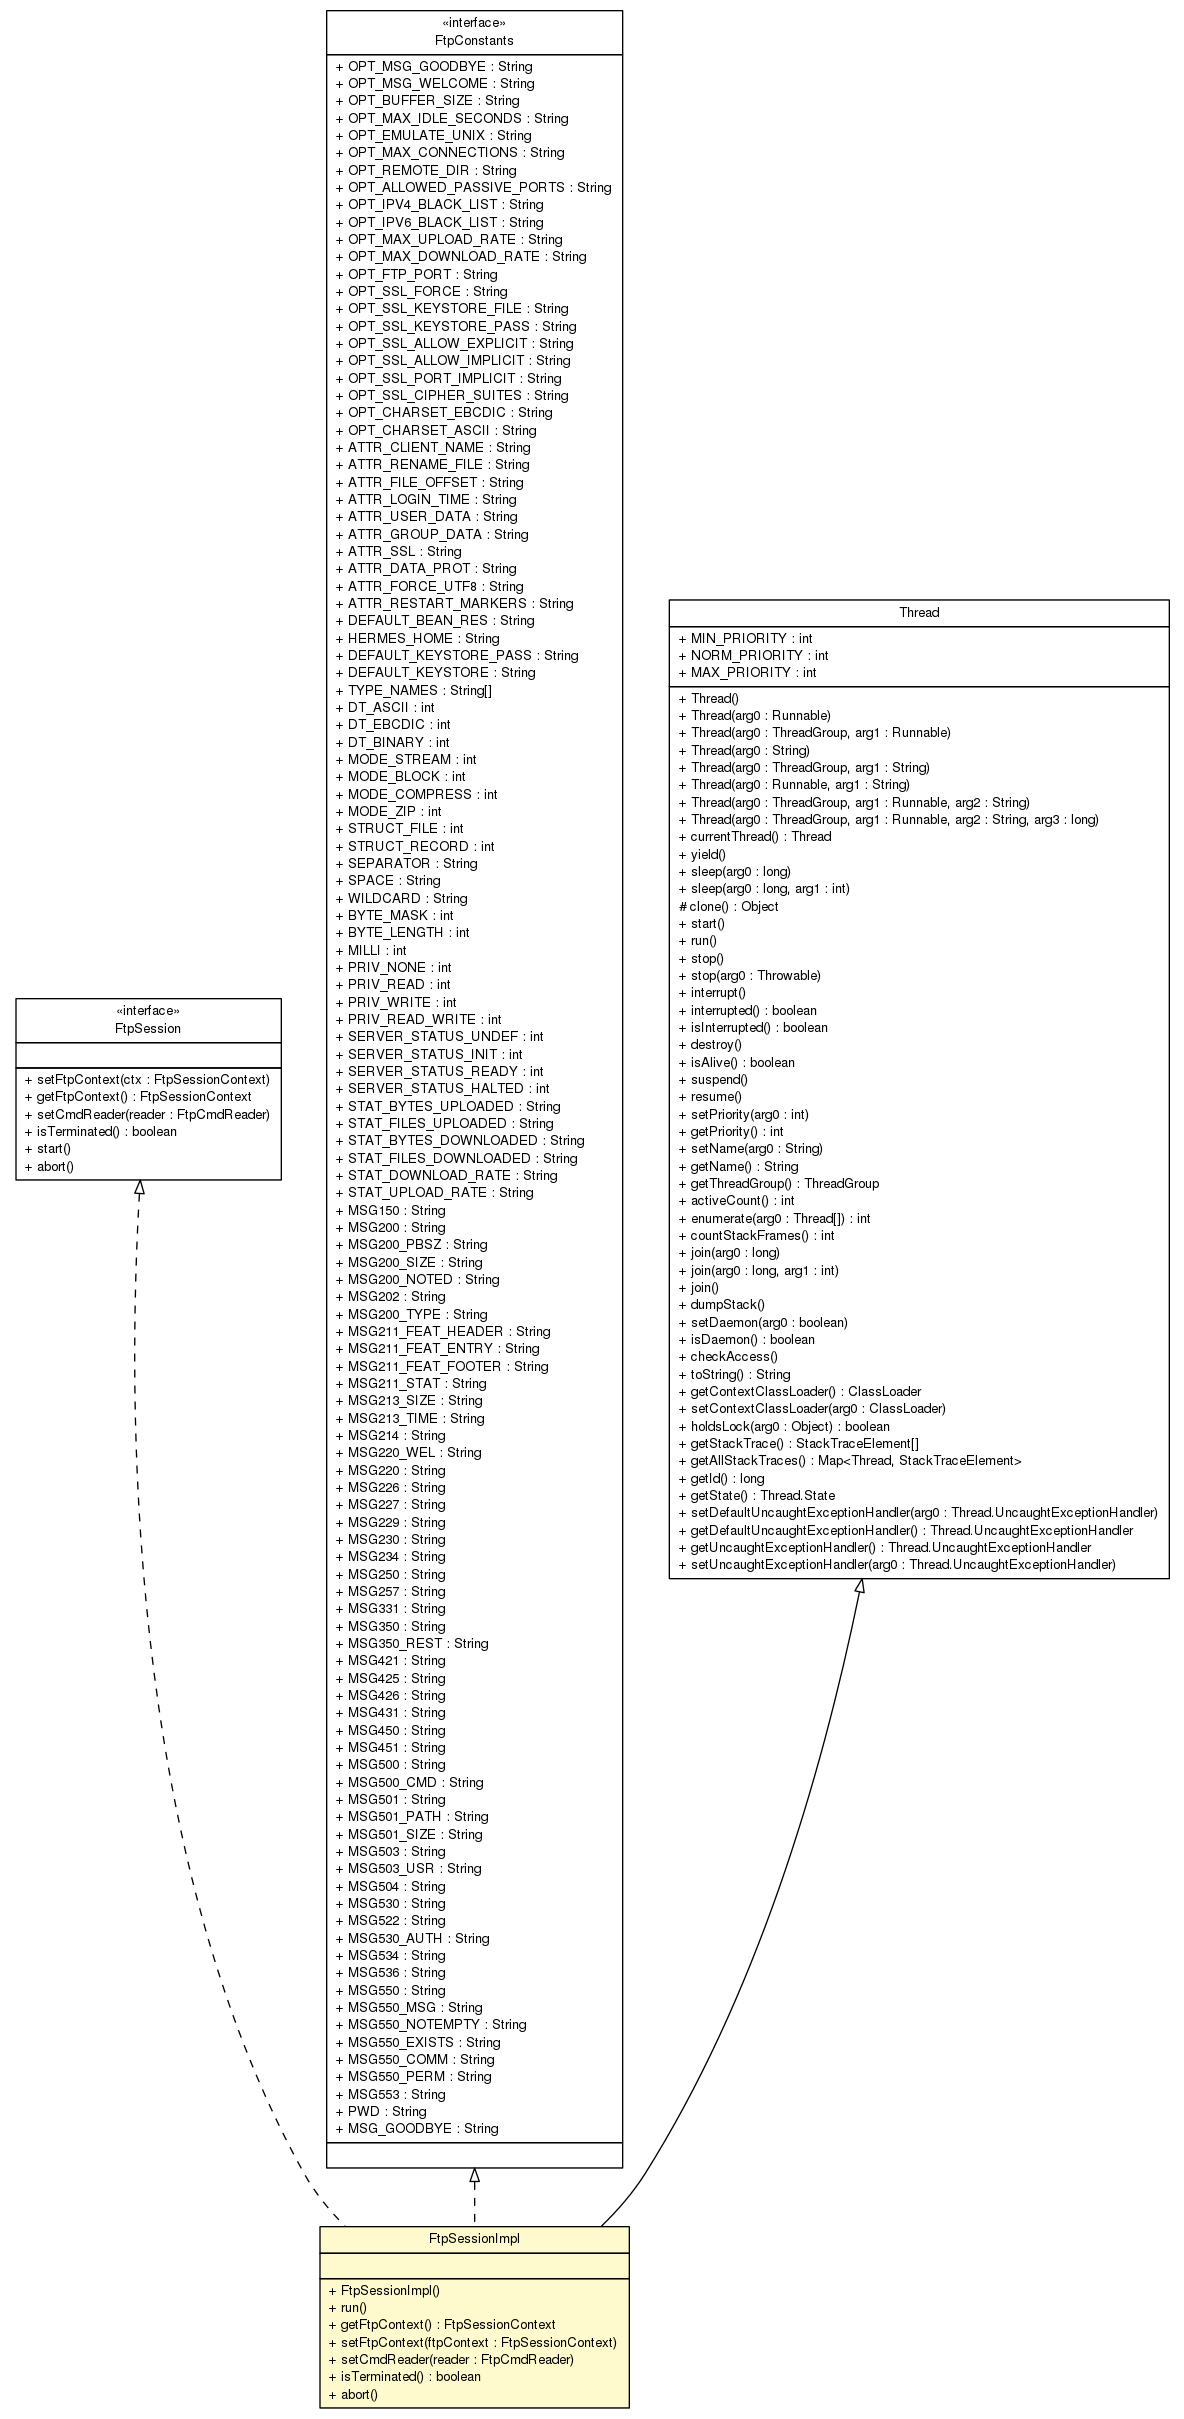 «interface»
FtpConstants
+ OPT_MSG_GOODBYE : String
+ OPT_MSG_WELCOME : String
+ OPT_BUFFER_SIZE : String
+ OPT_MAX_IDLE_SECONDS : String
+ OPT_EMULATE_UNIX : String
+ OPT_MAX_CONNECTIONS : String
+ OPT_REMOTE_DIR : String
+ OPT_ALLOWED_PASSIVE_PORTS : String
+ OPT_IPV4_BLACK_LIST : String
+ OPT_IPV6_BLACK_LIST : String
+ OPT_MAX_UPLOAD_RATE : String
+ OPT_MAX_DOWNLOAD_RATE : String
+ OPT_FTP_PORT : String
+ OPT_SSL_FORCE : String
+ OPT_SSL_KEYSTORE_FILE : String
+ OPT_SSL_KEYSTORE_PASS : String
+ OPT_SSL_ALLOW_EXPLICIT : String
+ OPT_SSL_ALLOW_IMPLICIT : String
+ OPT_SSL_PORT_IMPLICIT : String
+ OPT_SSL_CIPHER_SUITES : String
+ OPT_CHARSET_EBCDIC : String
+ OPT_CHARSET_ASCII : String
+ ATTR_CLIENT_NAME : String
+ ATTR_RENAME_FILE : String
+ ATTR_FILE_OFFSET : String
+ ATTR_LOGIN_TIME : String
+ ATTR_USER_DATA : String
+ ATTR_GROUP_DATA : String
+ ATTR_SSL : String
+ ATTR_DATA_PROT : String
+ ATTR_FORCE_UTF8 : String
+ ATTR_RESTART_MARKERS : String
+ DEFAULT_BEAN_RES : String
+ HERMES_HOME : String
+ DEFAULT_KEYSTORE_PASS : String
+ DEFAULT_KEYSTORE : String
+ TYPE_NAMES : String[]
+ DT_ASCII : int
+ DT_EBCDIC : int
+ DT_BINARY : int
+ MODE_STREAM : int
+ MODE_BLOCK : int
+ MODE_COMPRESS : int
+ MODE_ZIP : int
+ STRUCT_FILE : int
+ STRUCT_RECORD : int
+ SEPARATOR : String
+ SPACE : String
+ WILDCARD : String
+ BYTE_MASK : int
+ BYTE_LENGTH : int
+ MILLI : int
+ PRIV_NONE : int
+ PRIV_READ : int
+ PRIV_WRITE : int
+ PRIV_READ_WRITE : int
+ SERVER_STATUS_UNDEF : int
+ SERVER_STATUS_INIT : int
+ SERVER_STATUS_READY : int
+ SERVER_STATUS_HALTED : int
+ STAT_BYTES_UPLOADED : String
+ STAT_FILES_UPLOADED : String
+ STAT_BYTES_DOWNLOADED : String
+ STAT_FILES_DOWNLOADED : String
+ STAT_DOWNLOAD_RATE : String
+ STAT_UPLOAD_RATE : String
+ MSG150 : String
+ MSG200 : String
+ MSG200_PBSZ : String
+ MSG200_SIZE : String
+ MSG200_NOTED : String
+ MSG202 : String
+ MSG200_TYPE : String
+ MSG211_FEAT_HEADER : String
+ MSG211_FEAT_ENTRY : String
+ MSG211_FEAT_FOOTER : String
+ MSG211_STAT : String
+ MSG213_SIZE : String
+ MSG213_TIME : String
+ MSG214 : String
+ MSG220_WEL : String
+ MSG220 : String
+ MSG226 : String
+ MSG227 : String
+ MSG229 : String
+ MSG230 : String
+ MSG234 : String
+ MSG250 : String
+ MSG257 : String
+ MSG331 : String
+ MSG350 : String
+ MSG350_REST : String
+ MSG421 : String
+ MSG425 : String
+ MSG426 : String
+ MSG431 : String
+ MSG450 : String
+ MSG451 : String
+ MSG500 : String
+ MSG500_CMD : String
+ MSG501 : String
+ MSG501_PATH : String
+ MSG501_SIZE : String
+ MSG503 : String
+ MSG503_USR : String
+ MSG504 : String
+ MSG530 : String
+ MSG522 : String
+ MSG530_AUTH : String
+ MSG534 : String
+ MSG536 : String
+ MSG550 : String
+ MSG550_MSG : String
+ MSG550_NOTEMPTY : String
+ MSG550_EXISTS : String
+ MSG550_COMM : String
+ MSG550_PERM : String
+ MSG553 : String
+ PWD : String
+ MSG_GOODBYE : String
Thread
+ MIN_PRIORITY : int
+ NORM_PRIORITY : int
+ MAX_PRIORITY : int
+ Thread()
+ Thread(arg0 : Runnable)
+ Thread(arg0 : ThreadGroup, arg1 : Runnable)
+ Thread(arg0 : String)
+ Thread(arg0 : ThreadGroup, arg1 : String)
+ Thread(arg0 : Runnable, arg1 : String)
+ Thread(arg0 : ThreadGroup, arg1 : Runnable, arg2 : String)
+ Thread(arg0 : ThreadGroup, arg1 : Runnable, arg2 : String, arg3 : long)
+ currentThread() : Thread
+ yield()
+ sleep(arg0 : long)
+ sleep(arg0 : long, arg1 : int)
# clone() : Object
+ start()
+ run()
+ stop()
+ stop(arg0 : Throwable)
+ interrupt()
+ interrupted() : boolean
+ isInterrupted() : boolean
+ destroy()
+ isAlive() : boolean
+ suspend()
+ resume()
+ setPriority(arg0 : int)
+ getPriority() : int
+ setName(arg0 : String)
+ getName() : String
+ getThreadGroup() : ThreadGroup
+ activeCount() : int
+ enumerate(arg0 : Thread[]) : int
+ countStackFrames() : int
+ join(arg0 : long)
+ join(arg0 : long, arg1 : int)
+ join()
+ dumpStack()
+ setDaemon(arg0 : boolean)
+ isDaemon() : boolean
+ checkAccess()
+ toString() : String
+ getContextClassLoader() : ClassLoader
+ setContextClassLoader(arg0 : ClassLoader)
+ holdsLock(arg0 : Object) : boolean
+ getStackTrace() : StackTraceElement[]
+ getAllStackTraces() : Map<Thread, StackTraceElement>
+ getId() : long
+ getState() : Thread.State
+ setDefaultUncaughtExceptionHandler(arg0 : Thread.UncaughtExceptionHandler)
+ getDefaultUncaughtExceptionHandler() : Thread.UncaughtExceptionHandler
+ getUncaughtExceptionHandler() : Thread.UncaughtExceptionHandler
+ setUncaughtExceptionHandler(arg0 : Thread.UncaughtExceptionHandler)
«interface»
FtpSession
+ setFtpContext(ctx : FtpSessionContext)
+ getFtpContext() : FtpSessionContext
+ setCmdReader(reader : FtpCmdReader)
+ isTerminated() : boolean
+ start()
+ abort()
FtpSessionImpl
+ FtpSessionImpl()
+ run()
+ getFtpContext() : FtpSessionContext
+ setFtpContext(ftpContext : FtpSessionContext)
+ setCmdReader(reader : FtpCmdReader)
+ isTerminated() : boolean
+ abort()